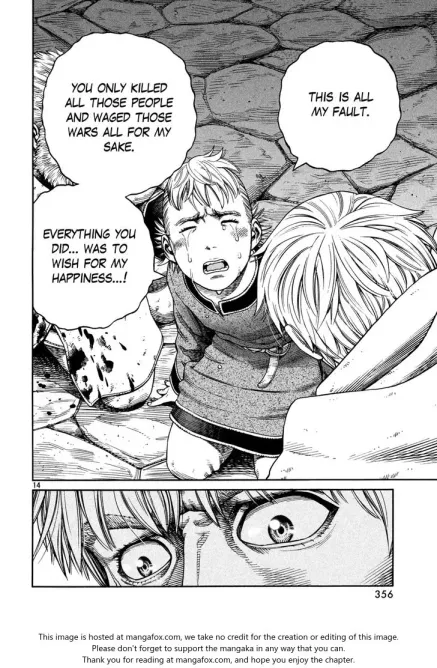 YOU ONLY KILLED
ALL THOSE PEOPLE
AND WAGED THOSE
WARS ALL FOR MY
SAKE.
THIS IS ALL
MY FAULT.
EVERYTHING YOU
DID... WAS TO
WISH FOR MY
HAPPINESS...!
14
356
This image is hosted at mangafox.com, we take no credit for the creation or editing of this image.
Please don't forget to support the mangaka in any way that you can.
Thank you for reading at mangafox.com, and hope you enjoy the chapter.